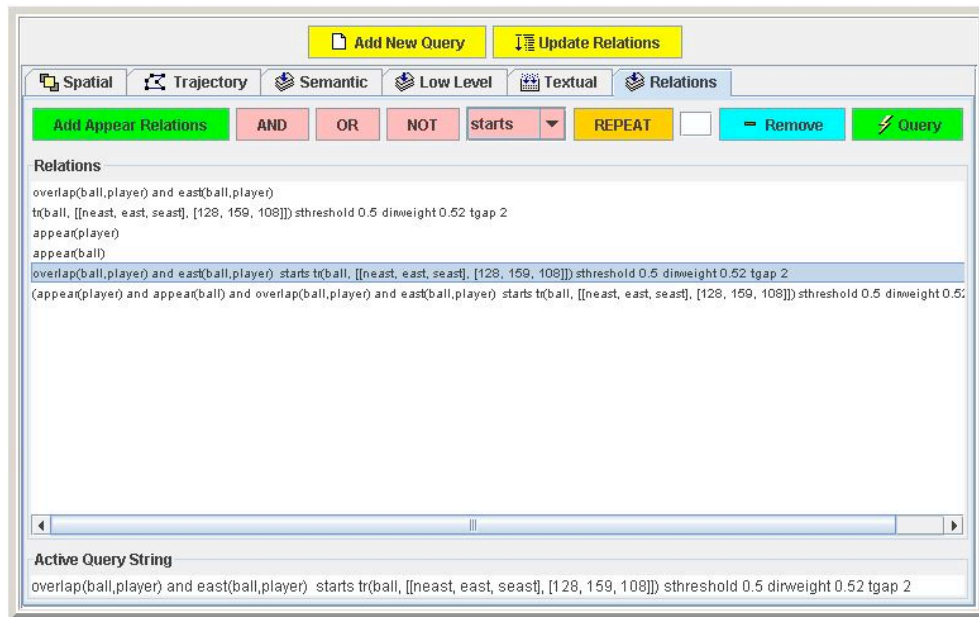 Add New Query Update Relations
Spatial Trajectory Semantic Low Level Textual Relations
Add Appear Relations AND OR NOT starts REPEAT Remove Query
Relations
overlap(ball,player) and east(ball,player)
tr(ball, [[neast, east, seast], [128, 159, 108]]) sthreshold 0.5 dirweight 0.52 tgap 2
appear(player)
appear(ball)
overlap(ball,player) and east(ball,player)  starts tr(ball, [[neast, east, seast], [128, 159, 108]]) sthreshold 0.5 dirweight 0.52 tgap 2
(appear(player) and appear(ball) and overlap(ball,player) and east(ball,player)  starts tr(ball, [[neast, east, seast], [128, 159, 108]]) sthreshold 0.5 dirweight 0.52
Active Query String
overlap(ball,player) and east(ball,player)  starts tr(ball, [[neast, east, seast], [128, 159, 108]]) sthreshold 0.5 dirweight 0.52 tgap 2